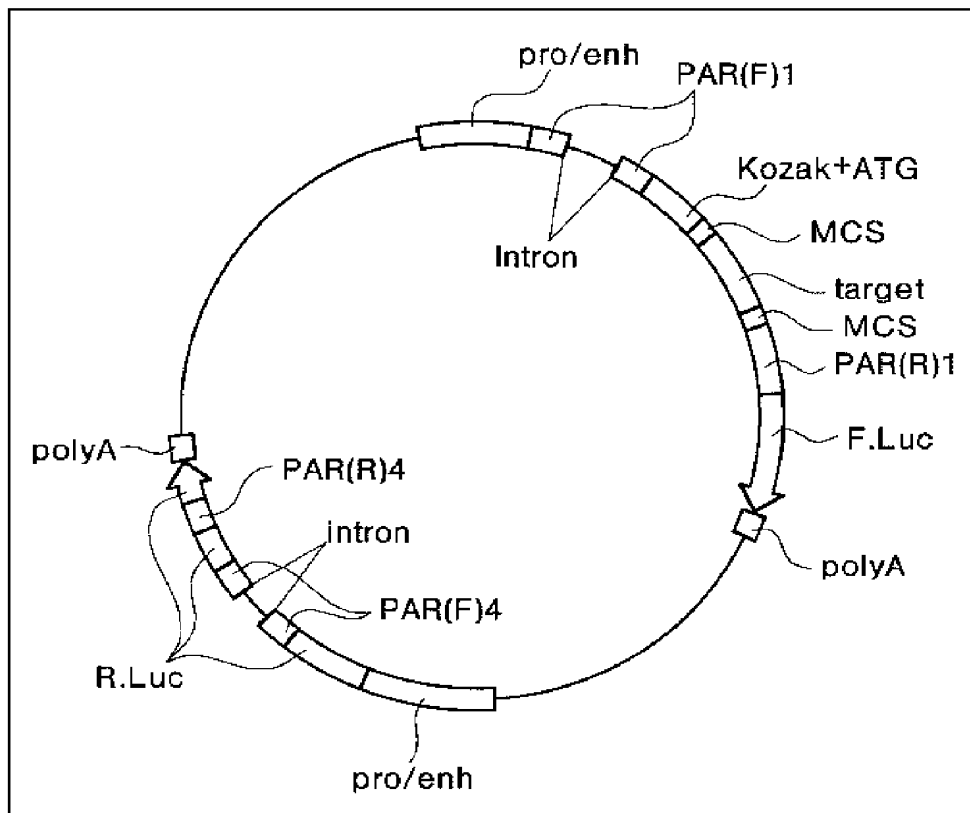 pro/enh
PAR(F)1
Kozak+ATG
MCS
Intron
target
MCS
PAR(R)1
F.Luc
polyA
PAR(R)4
intron
polyA
PAR(F)4
R.Luc
pro/enh